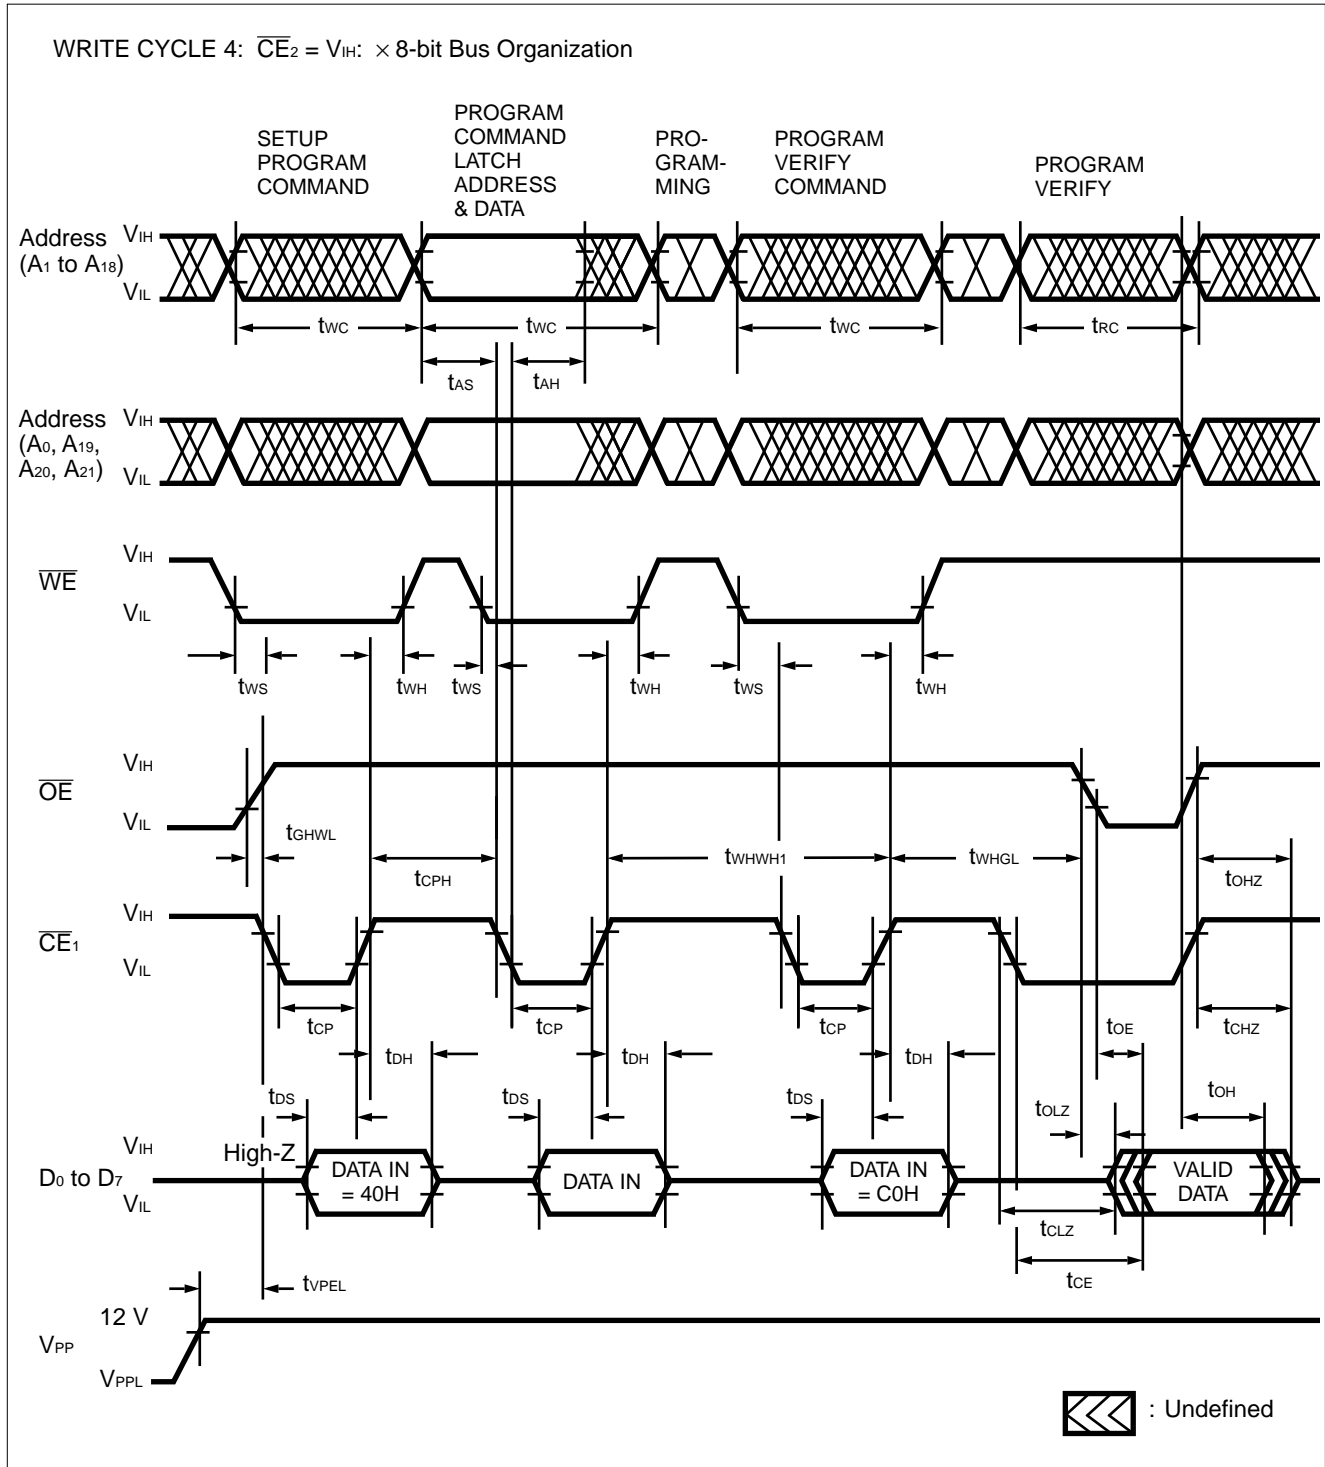 WRITE CYCLE 4: CE2 = VIH: × 8-bit Bus Organization
SETUP
PROGRAM
COMMAND
PROGRAM
COMMAND
LATCH
ADDRESS
& DATA
PRO-
GRAM-
MING
PROGRAM
VERIFY
COMMAND
PROGRAM
VERIFY
Address
(A1 to A18)
VIH
VIL
tWC
tWC
tWC
tRC
tAS
tAH
Address
(A0, A19,
A20, A21)
VIH
VIL
WE
VIH
VIL
tWS
tWH
tWS
tWH
tWS
tWH
OE
VIH
VIL
tGHWL
tCPH
tWHWH1
tWHGL
tOHZ
CE1
VIH
VIL
tCP
tCP
tCP
tOE
tCHZ
tDH
tDH
tDH
tDS
tDS
tDS
tOLZ
tOH
D0 to D7
VIH
VIL
High-Z
DATA IN
= 40H
DATA IN
DATA IN
= C0H
VALID
DATA
tCLZ
tCE
tVPEL
VPP
12 V
VPPL
: Undefined